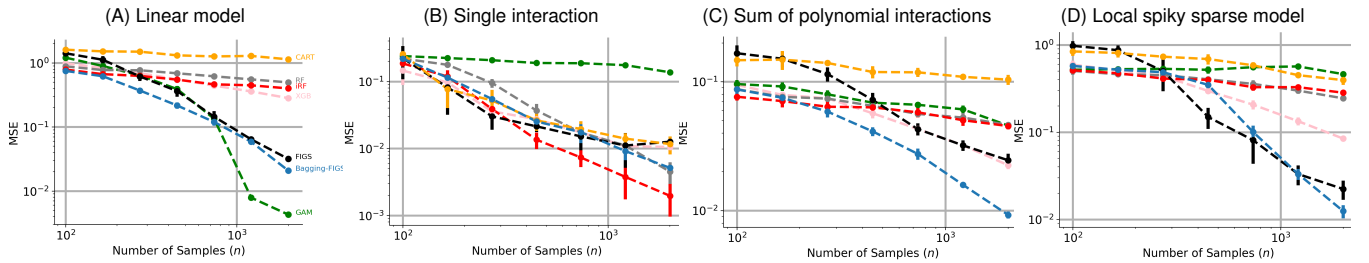 (A) Linear model
MSE
10⁰
10⁻¹
10⁻²
CART
RF
IRF
XGB
FIGS
Bagging-FIGS
GAM
10²
10³
Number of Samples (n)
(B) Single interaction
MSE
10⁻¹
10⁻²
10⁻³
10²
10³
Number of Samples (n)
(C) Sum of polynomial interactions
MSE
10⁻¹
10⁻²
10²
10³
Number of Samples (n)
(D) Local spiky sparse model
MSE
10⁰
10⁻¹
10⁻²
10²
10³
Number of Samples (n)